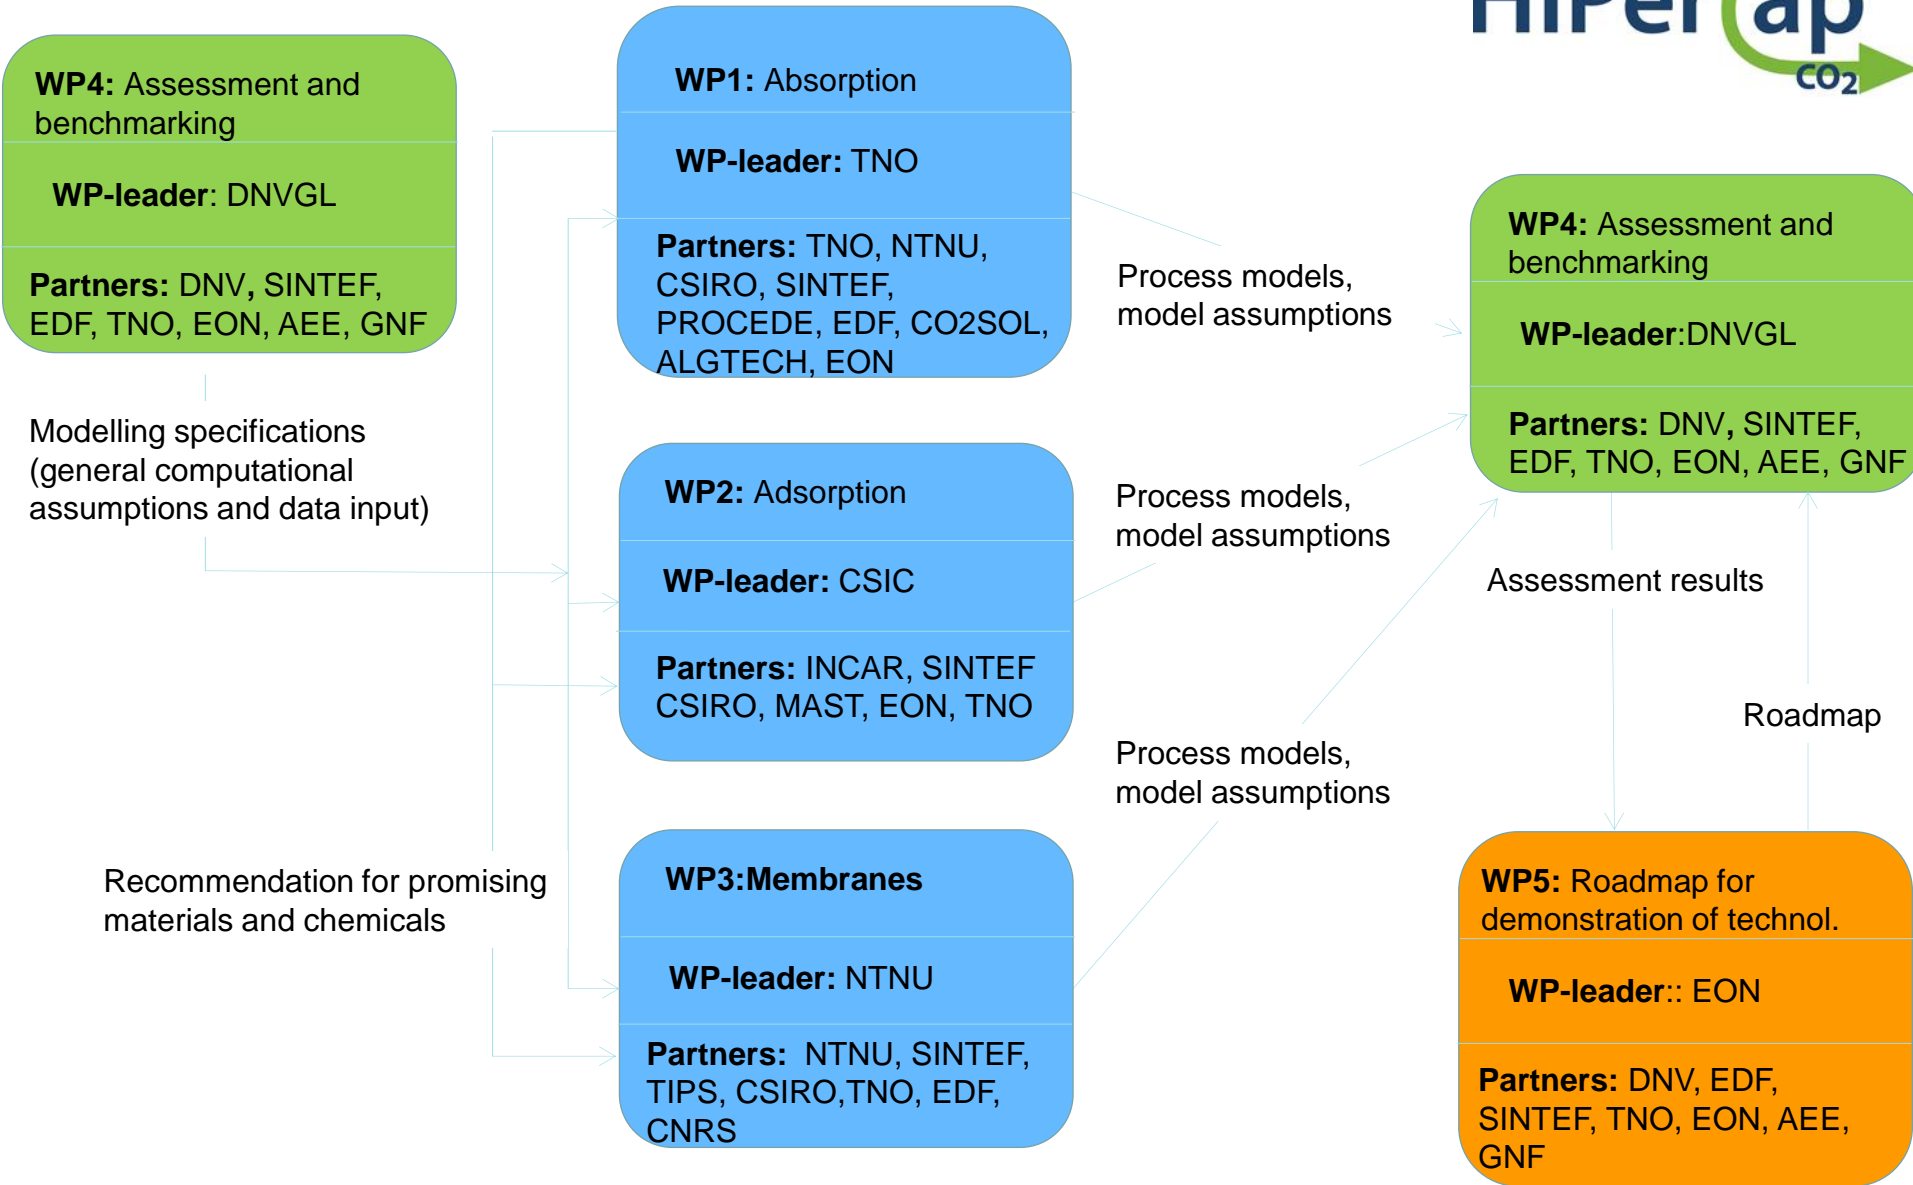 HiPerCap
CO2
WP4: Assessment and
benchmarking
WP-leader: DNVGL
Partners: DNV, SINTEF,
EDF, TNO, EON, AEE, GNF
Modelling specifications
(general computational
assumptions and data input)
Recommendation for promising
materials and chemicals
WP1: Absorption
WP-leader: TNO
Partners: TNO, NTNU,
CSIRO, SINTEF,
PROCEDE, EDF, CO2SOL,
ALGTECH, EON
WP2: Adsorption
WP-leader: CSIC
Partners: INCAR, SINTEF
CSIRO, MAST, EON, TNO
WP3:Membranes
WP-leader: NTNU
Partners: NTNU, SINTEF,
TIPS, CSIRO,TNO, EDF,
CNRS
Process models,
model assumptions
Process models,
model assumptions
Process models,
model assumptions
WP4: Assessment and
benchmarking
WP-leader:DNVGL
Partners: DNV, SINTEF,
EDF, TNO, EON, AEE, GNF
Assessment results
Roadmap
WP5: Roadmap for
demonstration of technol.
WP-leader:: EON
Partners: DNV, EDF,
SINTEF, TNO, EON, AEE,
GNF